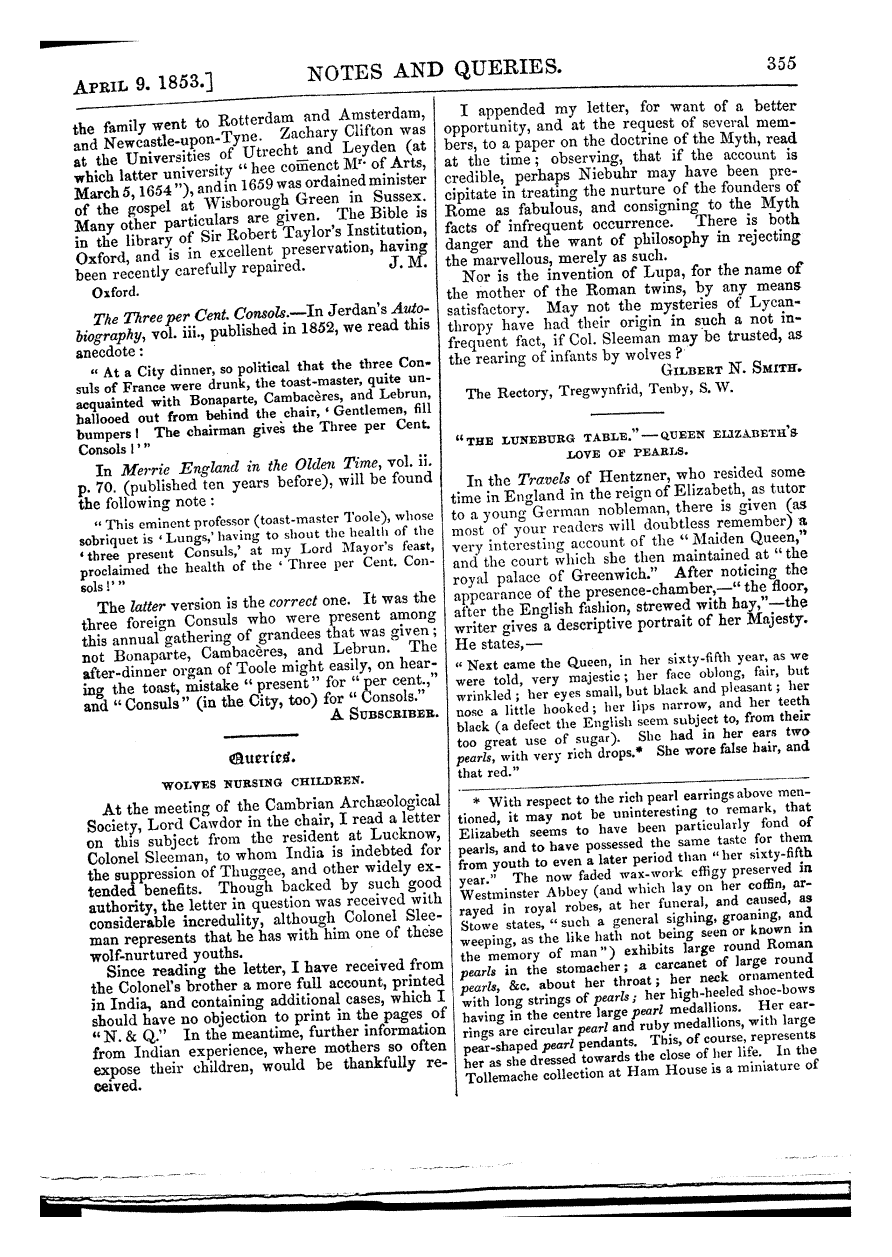 APRIL 9. 1853.]
NOTES AND QUERIES.
355
the family went to Rotterdam and Amsterdam,
and Newcastle-upon-Tyne. Zachary Clifton was
at the Universities of Utrecht and Leyden (at
which latter university "hee com̄enct Mr. of Arts,
March 5, 1654"), and in 1659 was ordained minister
of the gospel at Wisborough Green in Sussex.
Many other particulars are given. The Bible is
in the library of Sir Robert Taylor's Institution,
Oxford, and is in excellent preservation, having
been recently carefully repaired. J. M.
Oxford.
The Three per Cent. Consols.—In Jerdan's Auto-
biography, vol. iii., published in 1852, we read this
anecdote:
"At a City dinner, so political that the three Con-
suls of France were drunk, the toast-master, quite un-
acquainted with Bonaparte, Cambacères, and Lebrun,
hallooed out from behind the chair, 'Gentlemen, fill
bumpers! The chairman gives the Three per Cent.
Consols!'"
In Merrie England in the Olden Time, vol. ii.
p. 70. (published ten years before), will be found
the following note:
"This eminent professor (toast-master Toole), whose
sobriquet is 'Lungs,' having to shout the health of the
'three present Consuls,' at my Lord Mayor's feast,
proclaimed the health of the 'Three per Cent. Con-
sols!'"
The latter version is the correct one. It was the
three foreign Consuls who were present among
this annual gathering of grandees that was given;
not Bonaparte, Cambacères, and Lebrun. The
after-dinner organ of Toole might easily, on hear-
ing the toast, mistake "present" for "per cent.,"
and "Consuls" (in the City, too) for "Consols."
A SUBSCRIBER.
Queries.
WOLVES NURSING CHILDREN.
At the meeting of the Cambrian Archæological
Society, Lord Cawdor in the chair, I read a letter
on this subject from the resident at Lucknow,
Colonel Sleeman, to whom India is indebted for
the suppression of Thuggee, and other widely ex-
tended benefits. Though backed by such good
authority, the letter in question was received with
considerable incredulity, although Colonel Slee-
man represents that he has with him one of these
wolf-nurtured youths.
Since reading the letter, I have received from
the Colonel's brother a more full account, printed
in India, and containing additional cases, which I
should have no objection to print in the pages of
"N. & Q." In the meantime, further information
from Indian experience, where mothers so often
expose their children, would be thankfully re-
ceived.
I appended my letter, for want of a better
opportunity, and at the request of several mem-
bers, to a paper on the doctrine of the Myth, read
at the time; observing, that if the account is
credible, perhaps Niebuhr may have been pre-
cipitate in treating the nurture of the founders of
Rome as fabulous, and consigning to the Myth
facts of infrequent occurrence. There is both
danger and the want of philosophy in rejecting
the marvellous, merely as such.
Nor is the invention of Lupa, for the name of
the mother of the Roman twins, by any means
satisfactory. May not the mysteries of Lycan-
thropy have had their origin in such a not in-
frequent fact, if Col. Sleeman may be trusted, as
the rearing of infants by wolves?
GILBERT N. SMITH.
The Rectory, Tregwynfrid, Tenby, S. W.
"THE LUNEBURG TABLE."—QUEEN ELIZABETH'S
LOVE OF PEARLS.
In the Travels of Hentzner, who resided some
time in England in the reign of Elizabeth, as tutor
to a young German nobleman, there is given (as
most of your readers will doubtless remember) a
very interesting account of the "Maiden Queen,"
and the court which she then maintained at "the
royal palace of Greenwich." After noticing the
appearance of the presence-chamber,—"the floor,
after the English fashion, strewed with hay,"—the
writer gives a descriptive portrait of her Majesty.
He states,—
"Next came the Queen, in her sixty-fifth year, as we
were told, very majestic; her face oblong, fair, but
wrinkled; her eyes small, but black and pleasant; her
nose a little hooked; her lips narrow, and her teeth
black (a defect the English seem subject to, from their
too great use of sugar). She had in her ears two
pearls, with very rich drops.* She wore false hair, and
that red."
* With respect to the rich pearl earrings above men-
tioned, it may not be uninteresting to remark, that
Elizabeth seems to have been particularly fond of
pearls, and to have possessed the same taste for them
from youth to even a later period than "her sixty-fifth
year." The now faded wax-work effigy preserved in
Westminster Abbey (and which lay on her coffin, ar-
rayed in royal robes, at her funeral, and caused, as
Stowe states, "such a general sighing, groaning, and
weeping, as the like hath not being seen or known in
the memory of man") exhibits large round Roman
pearls in the stomacher; a carcanet of large round
pearls, &c. about her throat; her neck ornamented
with long strings of pearls; her high-heeled shoe-bows
having in the centre large pearl medallions. Her ear-
rings are circular pearl and ruby medallions, with large
pear-shaped pearl pendants. This, of course, represents
her as she dressed towards the close of her life. In the
Tollemache collection at Ham House is a miniature of